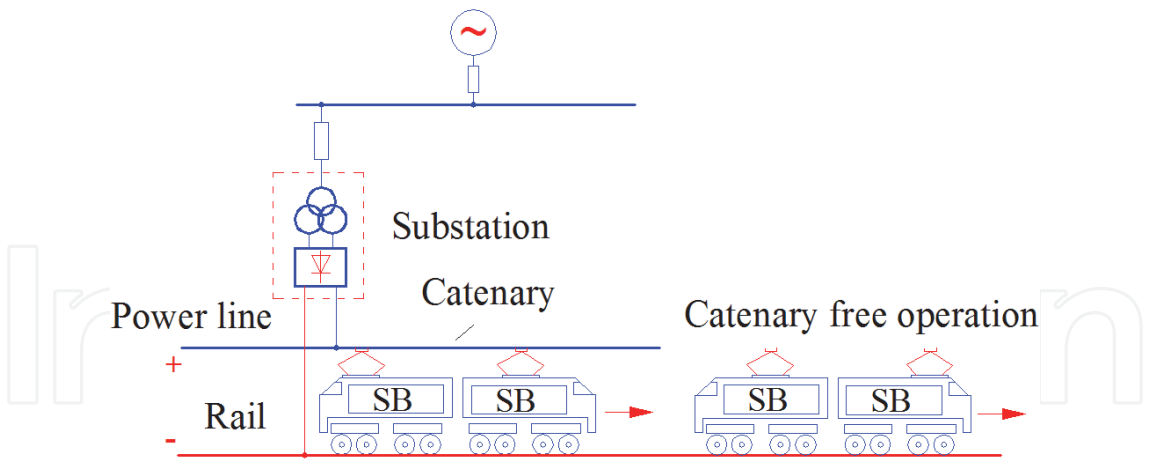 ~
Substation
Catenary
Power line
Catenary free operation
+
SB
SB
SB
SB
Rail
-